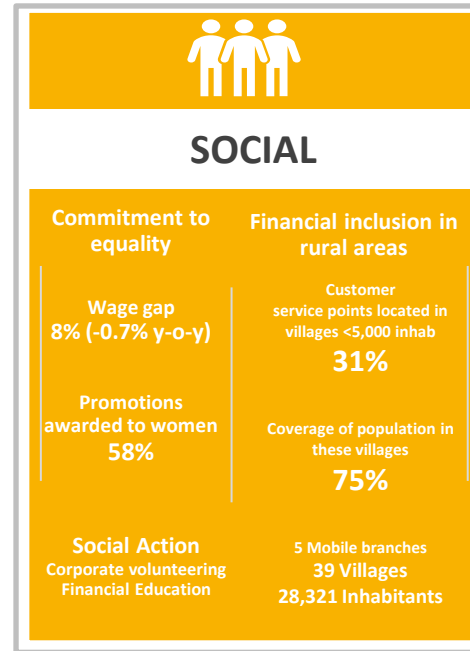 SOCIAL
Commitment to
equality
Wage gap
8% (-0.7% y-o-y)
Promotions
awarded to women
58%
Social Action
Corporate volunteering
Financial Education
Financial inclusion in
rural areas
Customer
service points located in
villages <5,000 inhab
31%
Coverage of population in
these villages
75%
5 Mobile branches
39 Villages
28,321 Inhabitants